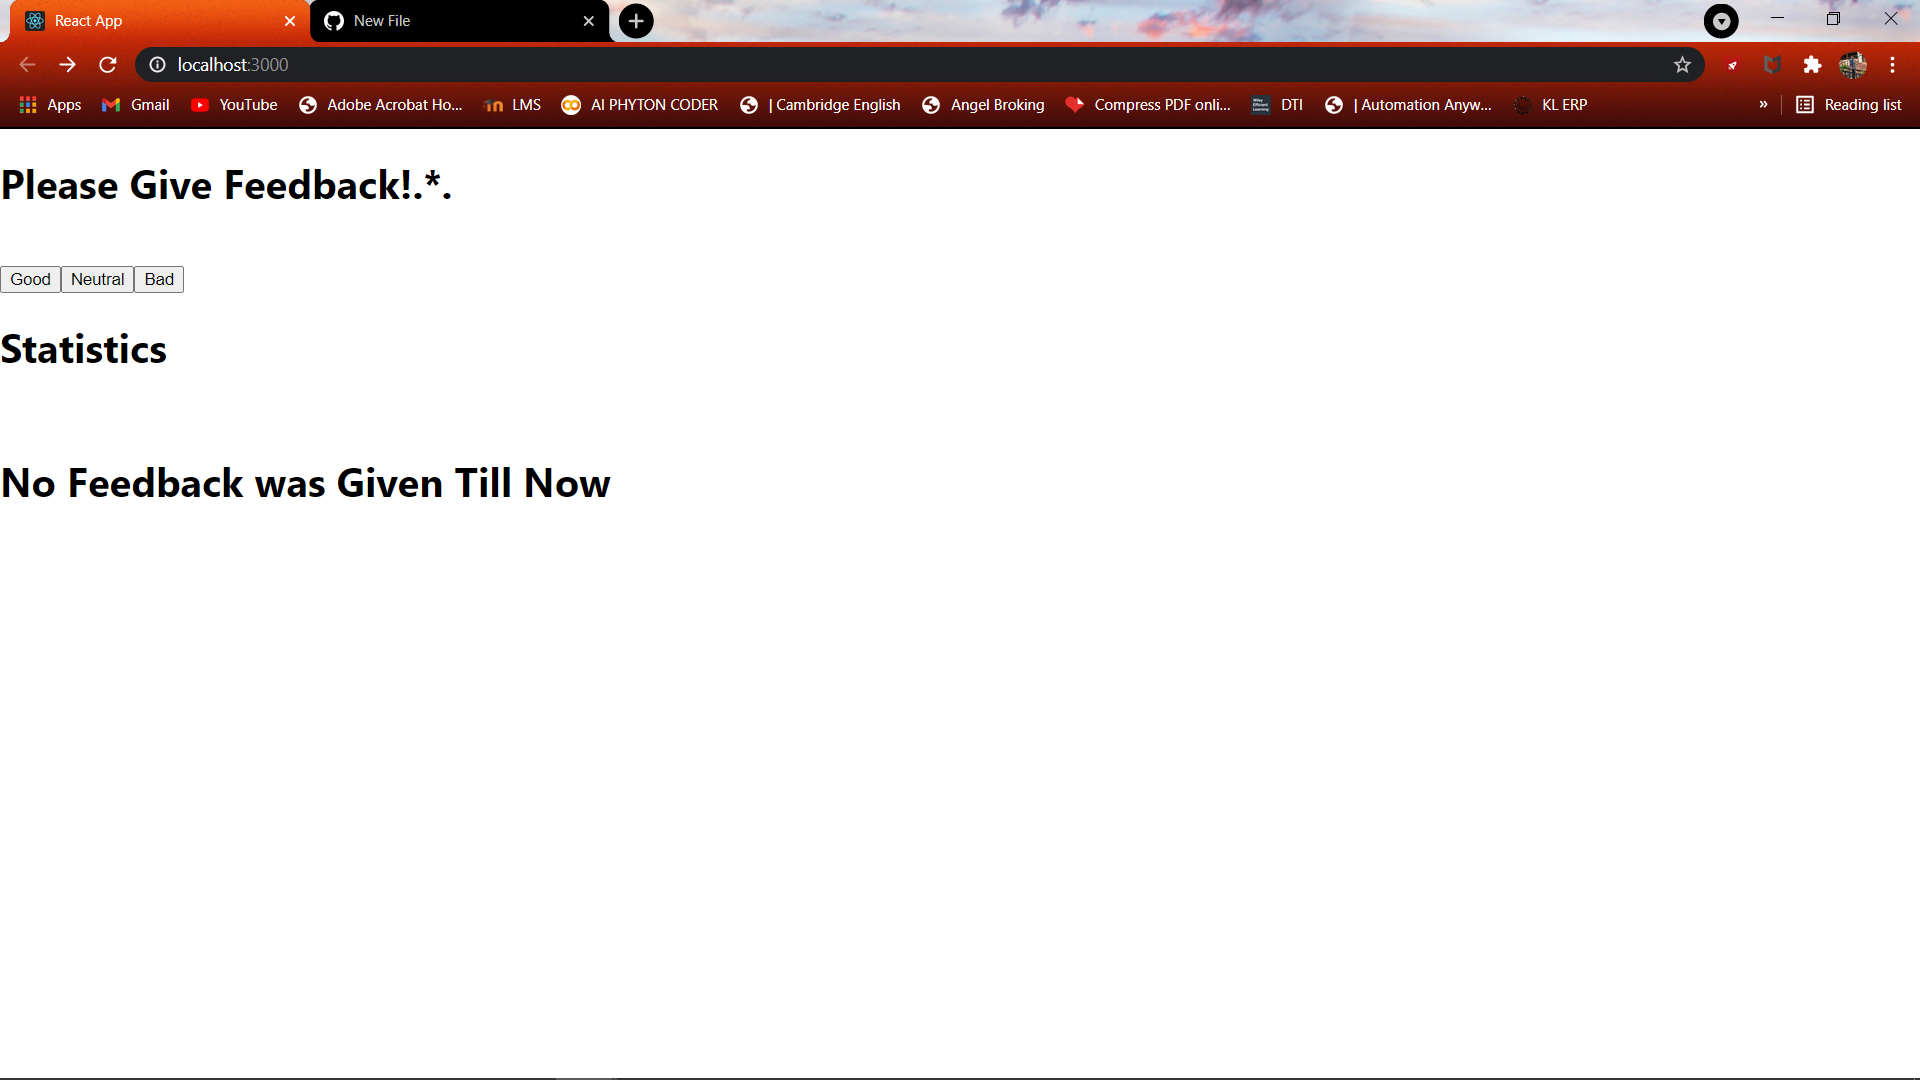 React App
New File
localhost:3000
Apps Gmail YouTube Adobe Acrobat Ho... LMS AI PHYTON CODER | Cambridge English Angel Broking Compress PDF onli... DTI | Automation Anyw... KL ERP » Reading list
Please Give Feedback!.*.
Good Neutral Bad
Statistics
No Feedback was Given Till Now